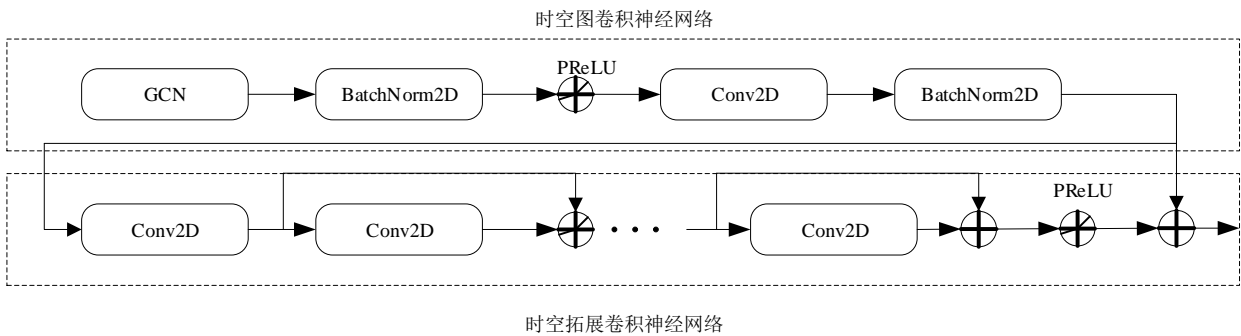 时空图卷积神经网络
PReLU
GCN
BatchNorm2D
Conv2D
BatchNorm2D
PReLU
Conv2D
Conv2D
Conv2D
时空拓展卷积神经网络